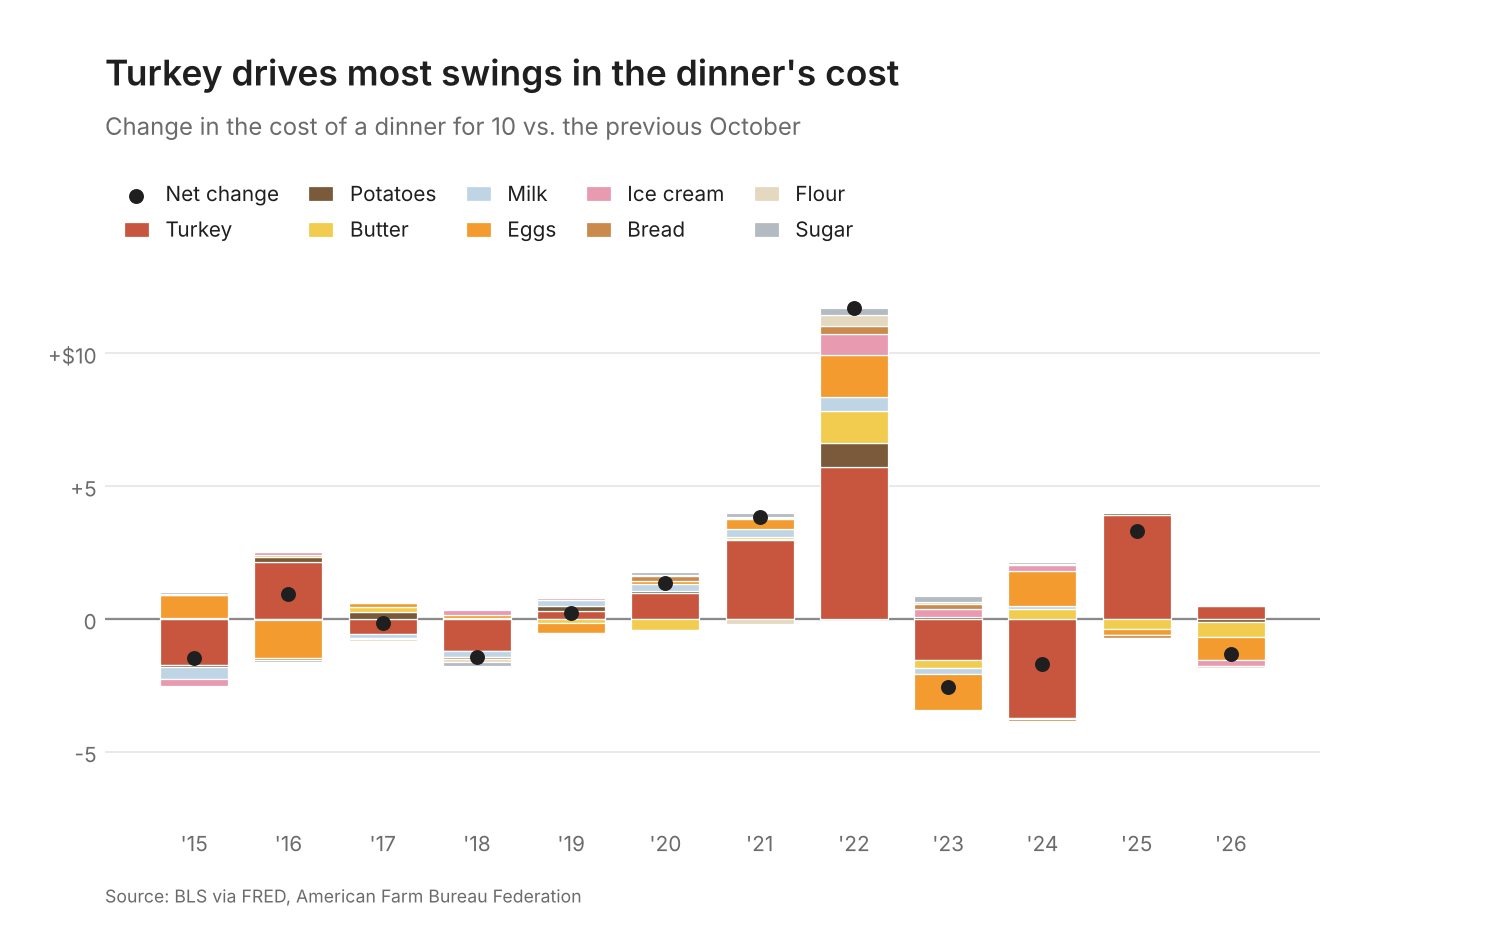 Turkey drives most swings in the dinner's cost
Change in the cost of a dinner for 10 vs. the previous October
Net change Potatoes Milk Ice cream Flour
Turkey Butter Eggs Bread Sugar
+$10
+5
0
-5
'15 '16 '17 '18 '19 '20 '21 '22 '23 '24 '25 '26
Source: BLS via FRED, American Farm Bureau Federation